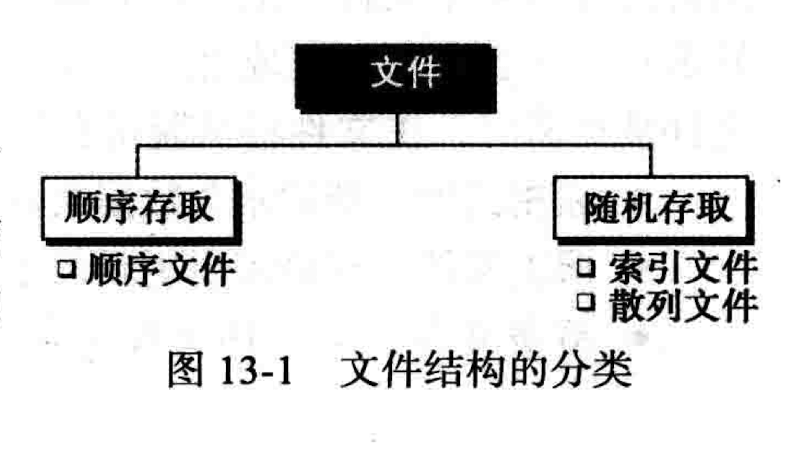 文件
顺序存取
随机存取
□ 顺序文件
□ 索引文件
□ 散列文件
图 13-1 文件结构的分类